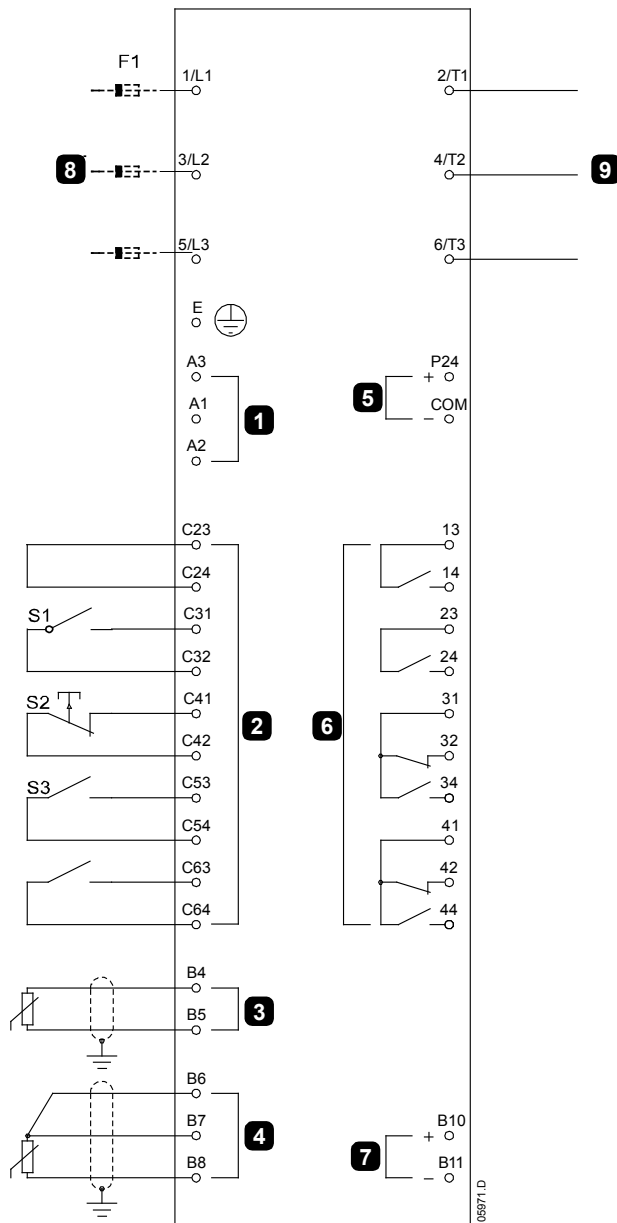 F1
1/L1
2/T1
8
3/L2
4/T2
9
5/L3
6/T3
E
A3
P24
+
5
A1
1
COM
-
A2
C23
13
C24
14
S1
C31
23
C32
24
S2
C41
31
2
6
C42
32
S3
C53
34
C54
41
C63
42
C64
44
B4
3
B5
B6
B7
4
B10
+
7
B8
B11
-
05971.D